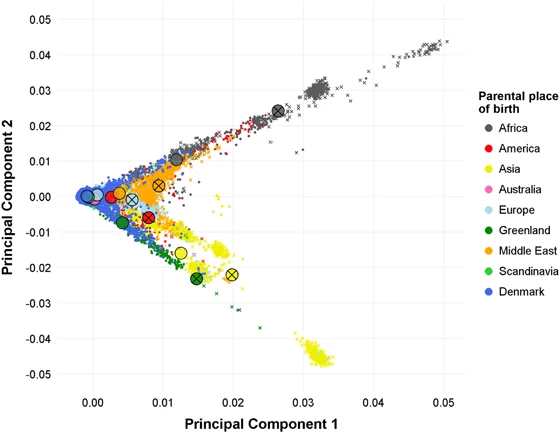 0.05
0.04
0.03
0.02
0.01
0.00
-0.01
-0.02
-0.03
-0.04
-0.05
Principal Component 2
0.00 0.01 0.02 0.03 0.04 0.05
Principal Component 1
Parental place
of birth
Africa
America
Asia
Australia
Europe
Greenland
Middle East
Scandinavia
Denmark